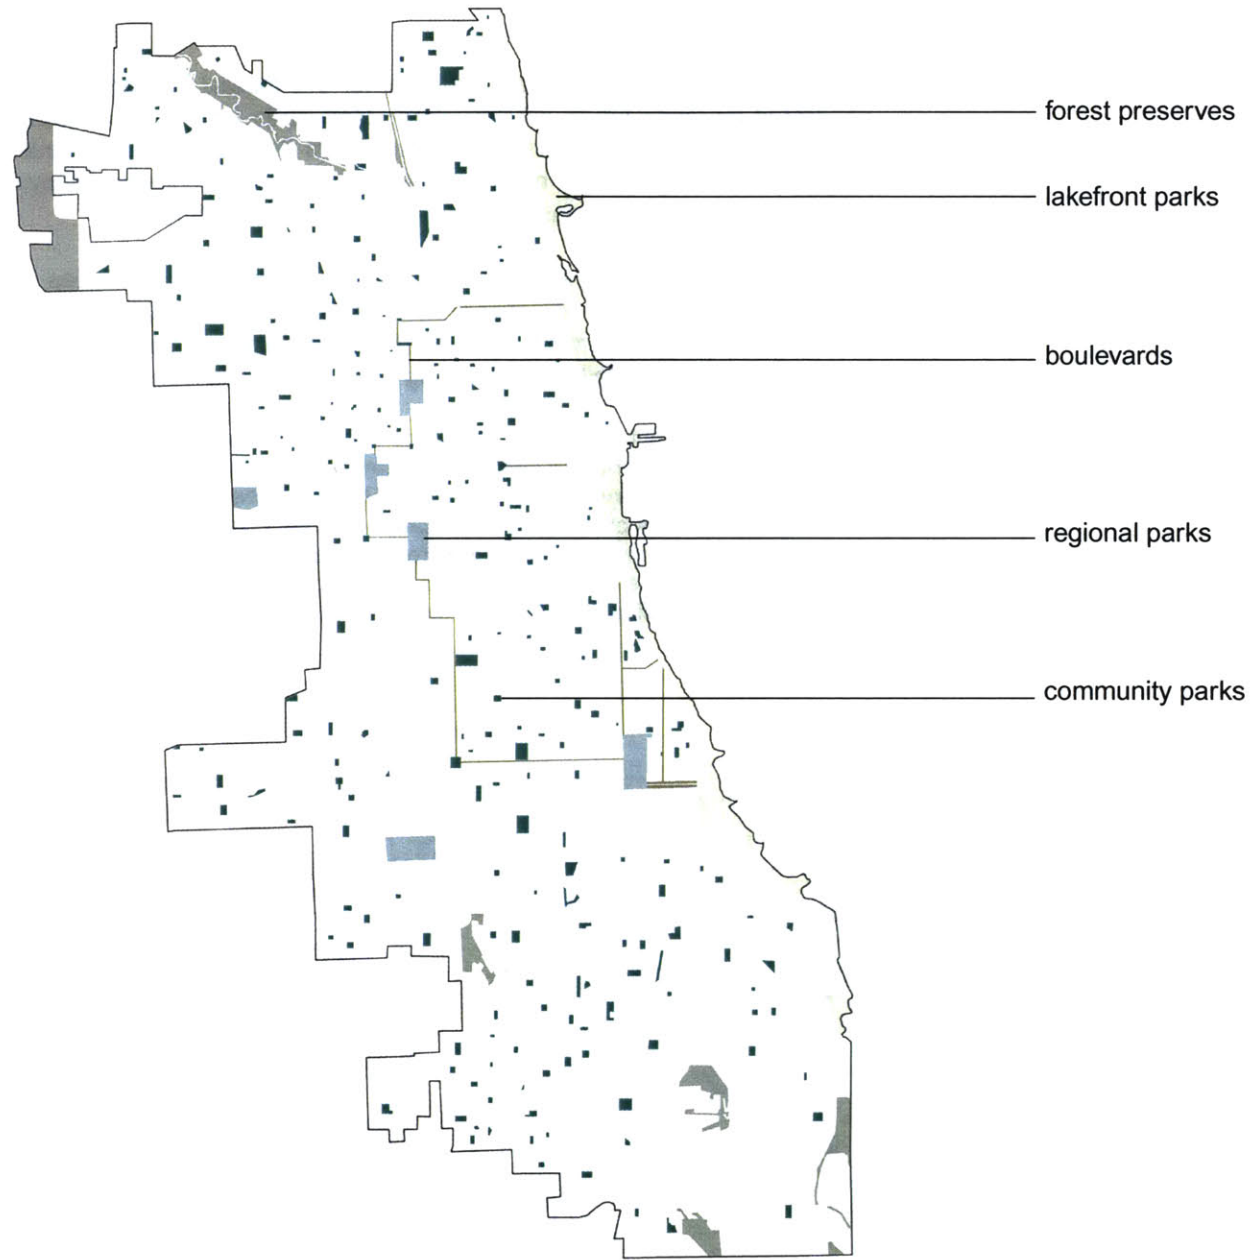 forest preserves
lakefront parks
boulevards
regional parks
community parks